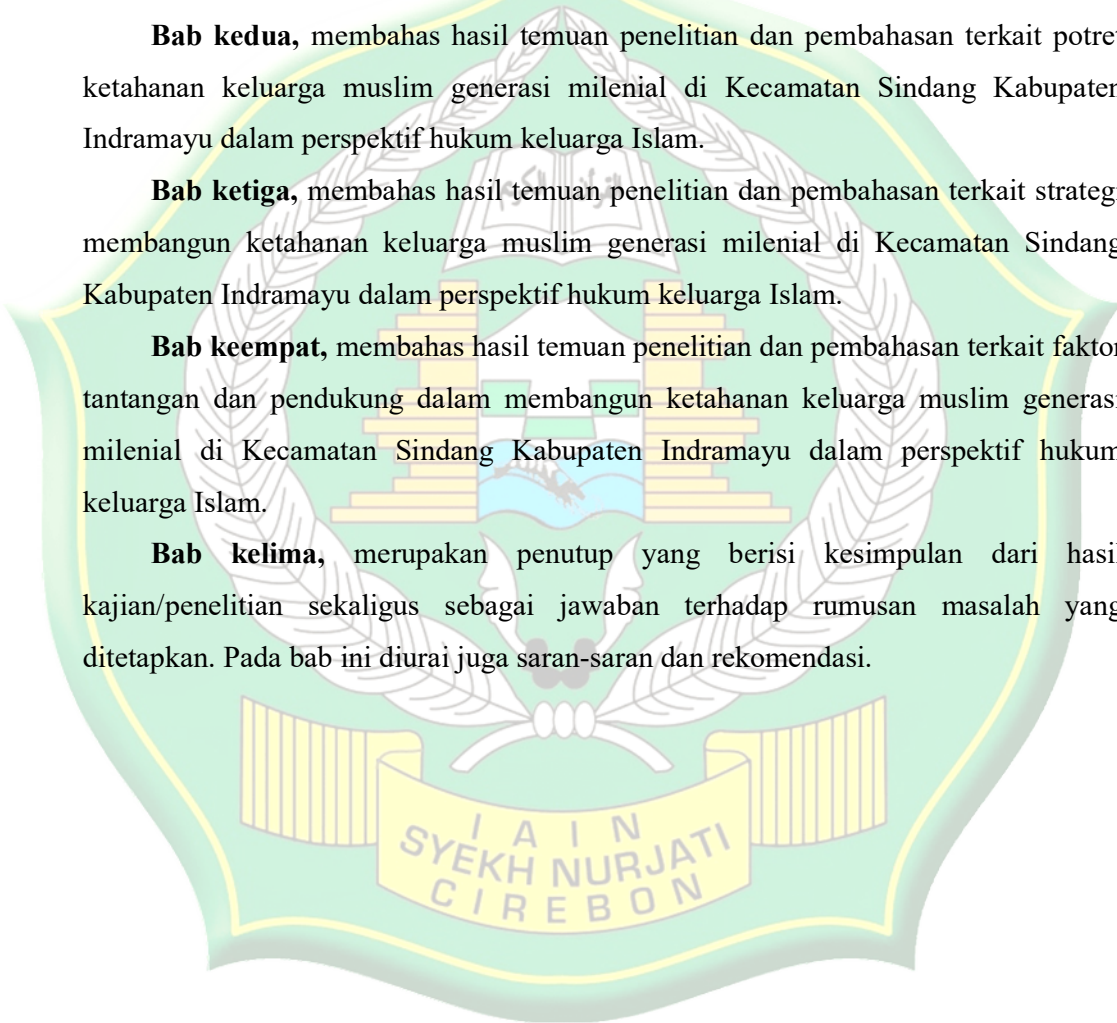 Bab kedua, membahas hasil temuan penelitian dan pembahasan terkait potret
ketahanan keluarga muslim generasi milenial di Kecamatan Sindang Kabupaten
Indramayu dalam perspektif hukum keluarga Islam.
Bab ketiga, membahas hasil temuan penelitian dan pembahasan terkait strategi
membangun ketahanan keluarga muslim generasi milenial di Kecamatan Sindang
Kabupaten Indramayu dalam perspektif hukum keluarga Islam.
Bab keempat, membahas hasil temuan penelitian dan pembahasan terkait faktor
tantangan dan pendukung dalam membangun ketahanan keluarga muslim generasi
milenial di Kecamatan Sindang Kabupaten Indramayu dalam perspektif hukum
keluarga Islam.
Bab kelima, merupakan penutup yang berisi kesimpulan dari hasil
kajian/penelitian sekaligus sebagai jawaban terhadap rumusan masalah yang
ditetapkan. Pada bab ini diurai juga saran-saran dan rekomendasi.
IAIN
SYEKH NURJATI
CIREBON